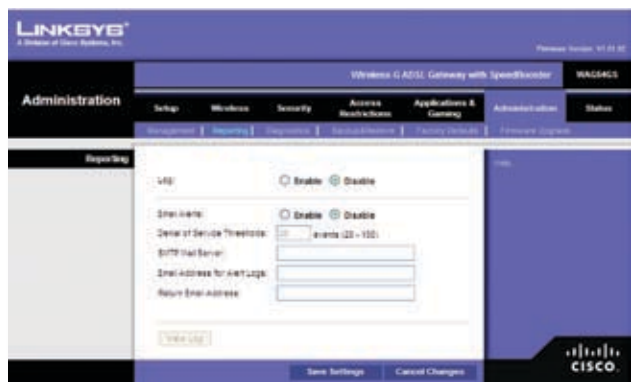 LINKSYS®
A Division of Cisco Systems, Inc.
Firmware Version:
Wireless-G ADSL Gateway with SpeedBooster
WAG54GS
Administration
Setup
Wireless
Security
Access Restrictions
Applications & Gaming
Administration
Status
Management | Reporting | Diagnostics | Backup&Restore | Factory Defaults | Firmware Upgrade
Reporting
Help...
Log:
Enable
Disable
Email Alerts:
Enable
Disable
Denial of Service Thresholds:
20
events (20 - 100)
SMTP Mail Server:
Email Address for Alert Logs:
Return Email Address:
View Log
Save Settings
Cancel Changes
CISCO